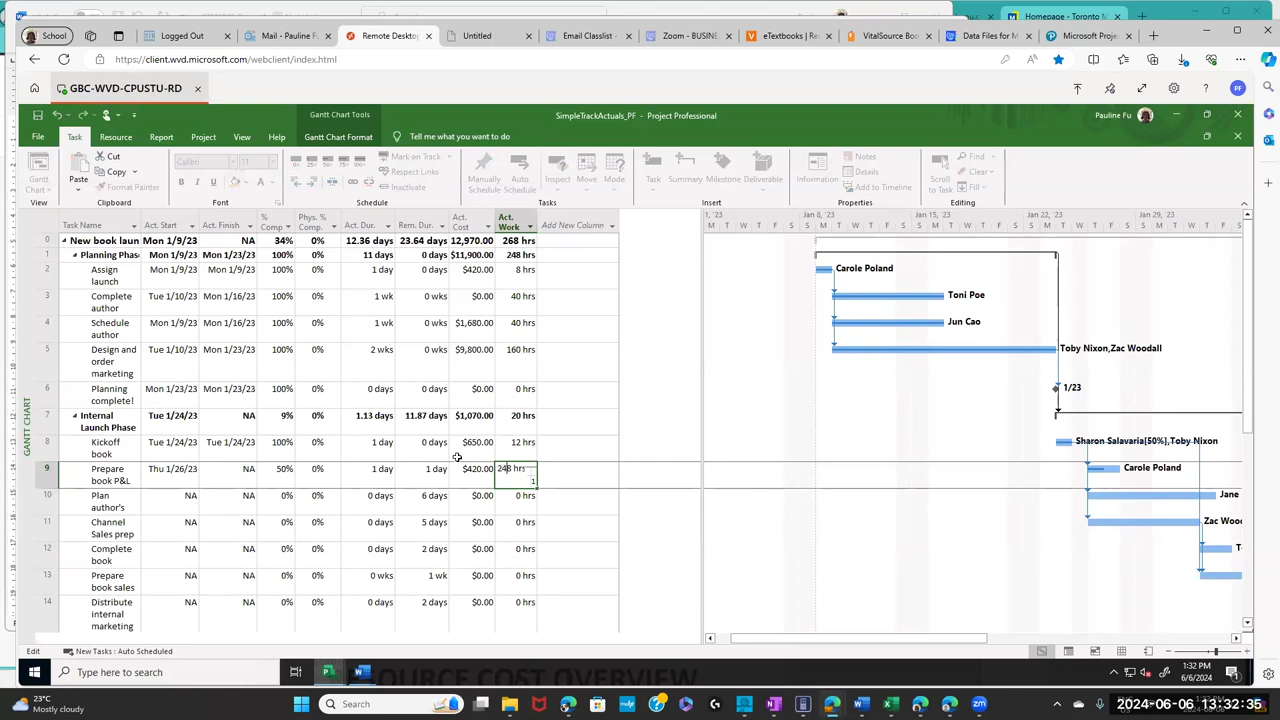 Homepage - Toronto M
School
Logged Out
Mail - Pauline Fu
Remote Desktop
Untitled
Email Classlist -
Zoom - BUSINE
eTextbooks | Res
VitalSource Boo
Data Files for M
Microsoft Proje
https://client.wvd.microsoft.com/webclient/index.html
GBC-WVD-CPUSTU-RD
PF
Gantt Chart Tools
SimpleTrackActuals_PF - Project Professional
Pauline Fu
File Task Resource Report Project View Help Gantt Chart Format Tell me what you want to do
Gantt Chart
Paste
Cut
Copy
Format Painter
Calibri 11
B I U
Mark on Track
Respect Links
Inactivate
Manually Schedule
Auto Schedule
Inspect Move Mode
Task Summary Milestone Deliverable
Information
Notes
Details
Add to Timeline
Scroll to Task
Find
Clear
Fill
View Clipboard Font Schedule Tasks Insert Properties Editing
Task Name Act. Start Act. Finish % Comp Phys. % Comp. Act. Dur. Rem. Dur. Act. Cost Act. Work Add New Column
1, '23 Jan 8, '23 Jan 15, '23 Jan 22, '23 Jan 29, '23
0 New book laun Mon 1/9/23 NA 34% 0% 12.36 days 23.64 days 12,970.00 268 hrs
1 Planning Phase Mon 1/9/23 Mon 1/23/23 100% 0% 11 days 0 days $11,900.00 248 hrs
2 Assign launch Mon 1/9/23 Mon 1/9/23 100% 0% 1 day 0 days $420.00 8 hrs
Carole Poland
3 Complete author Tue 1/10/23 Mon 1/16/23 100% 0% 1 wk 0 wks $0.00 40 hrs
Toni Poe
4 Schedule author Mon 1/9/23 Mon 1/16/23 100% 0% 1 wk 0 wks $1,680.00 40 hrs
Jun Cao
5 Design and order marketing Tue 1/10/23 Mon 1/23/23 100% 0% 2 wks 0 wks $9,800.00 160 hrs
Toby Nixon,Zac Woodall
6 Planning complete! Mon 1/23/23 Mon 1/23/23 100% 0% 0 days 0 days $0.00 0 hrs
1/23
7 Internal Launch Phase Tue 1/24/23 NA 9% 0% 1.13 days 11.87 days $1,070.00 20 hrs
8 Kickoff book Tue 1/24/23 Tue 1/24/23 100% 0% 1 day 0 days $650.00 12 hrs
Sharon Salavaria[50%],Toby Nixon
9 Prepare book P&L Thu 1/26/23 NA 50% 0% 1 day 1 day $420.00 248 hrs
1
Carole Poland
10 Plan author's NA NA 0% 0% 0 days 6 days $0.00 0 hrs
Jane
11 Channel Sales prep NA NA 0% 0% 0 days 5 days $0.00 0 hrs
Zac Wood
12 Complete book NA NA 0% 0% 0 days 2 days $0.00 0 hrs
13 Prepare book sales NA NA 0% 0% 0 wks 1 wk $0.00 0 hrs
14 Distribute internal marketing NA NA 0% 0% 0 days 2 days $0.00 0 hrs
GANTT CHART
Edit New Tasks : Auto Scheduled
Type here to search
1:32 PM
6/6/2024
SOURCE COST OVERVIEW
23°C
Mostly cloudy
Search
2024-06-06 13:32:35